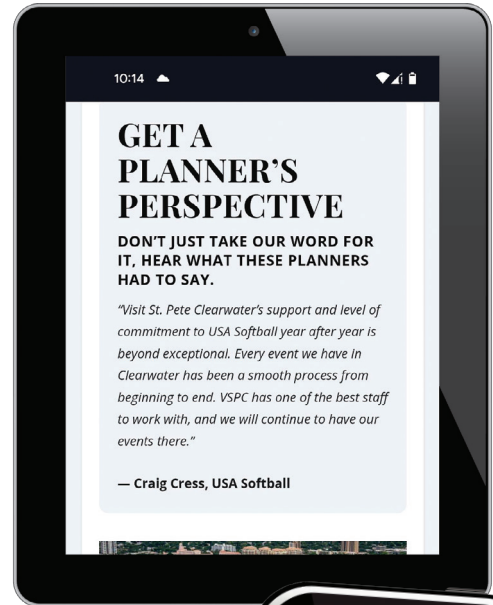 10:14
GET A
PLANNER’S
PERSPECTIVE
DON’T JUST TAKE OUR WORD FOR
IT, HEAR WHAT THESE PLANNERS
HAD TO SAY.
“Visit St. Pete Clearwater’s support and level of
commitment to USA Softball year after year is
beyond exceptional. Every event we have in
Clearwater has been a smooth process from
beginning to end. VSPC has one of the best staff
to work with, and we will continue to have our
events there.”
— Craig Cress, USA Softball